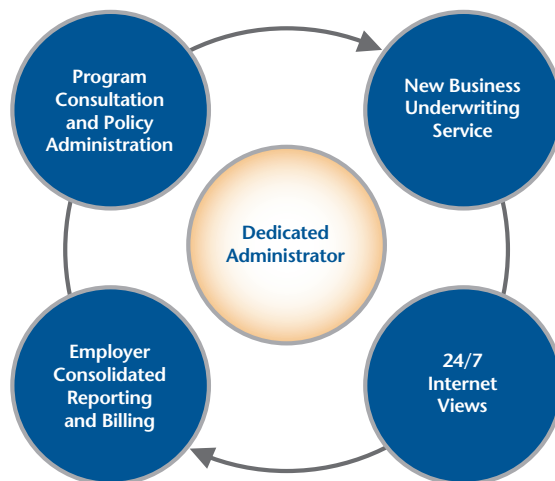 Program
Consultation
and Policy
Administration
New Business
Underwriting
Service
Dedicated
Administrator
Employer
Consolidated
Reporting
and Billing
24/7
Internet
Views